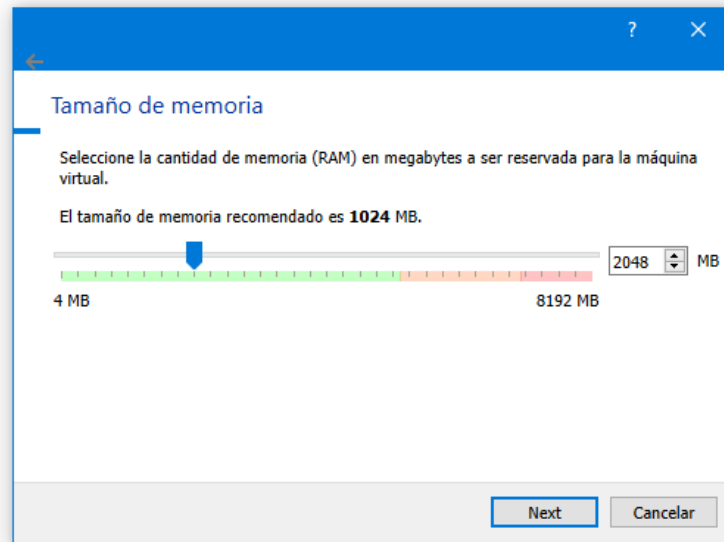 ?
Tamaño de memoria
Seleccione la cantidad de memoria (RAM) en megabytes a ser reservada para la máquina
virtual.
El tamaño de memoria recomendado es 1024 MB.
2048 MB
4 MB 8192 MB
Next Cancelar